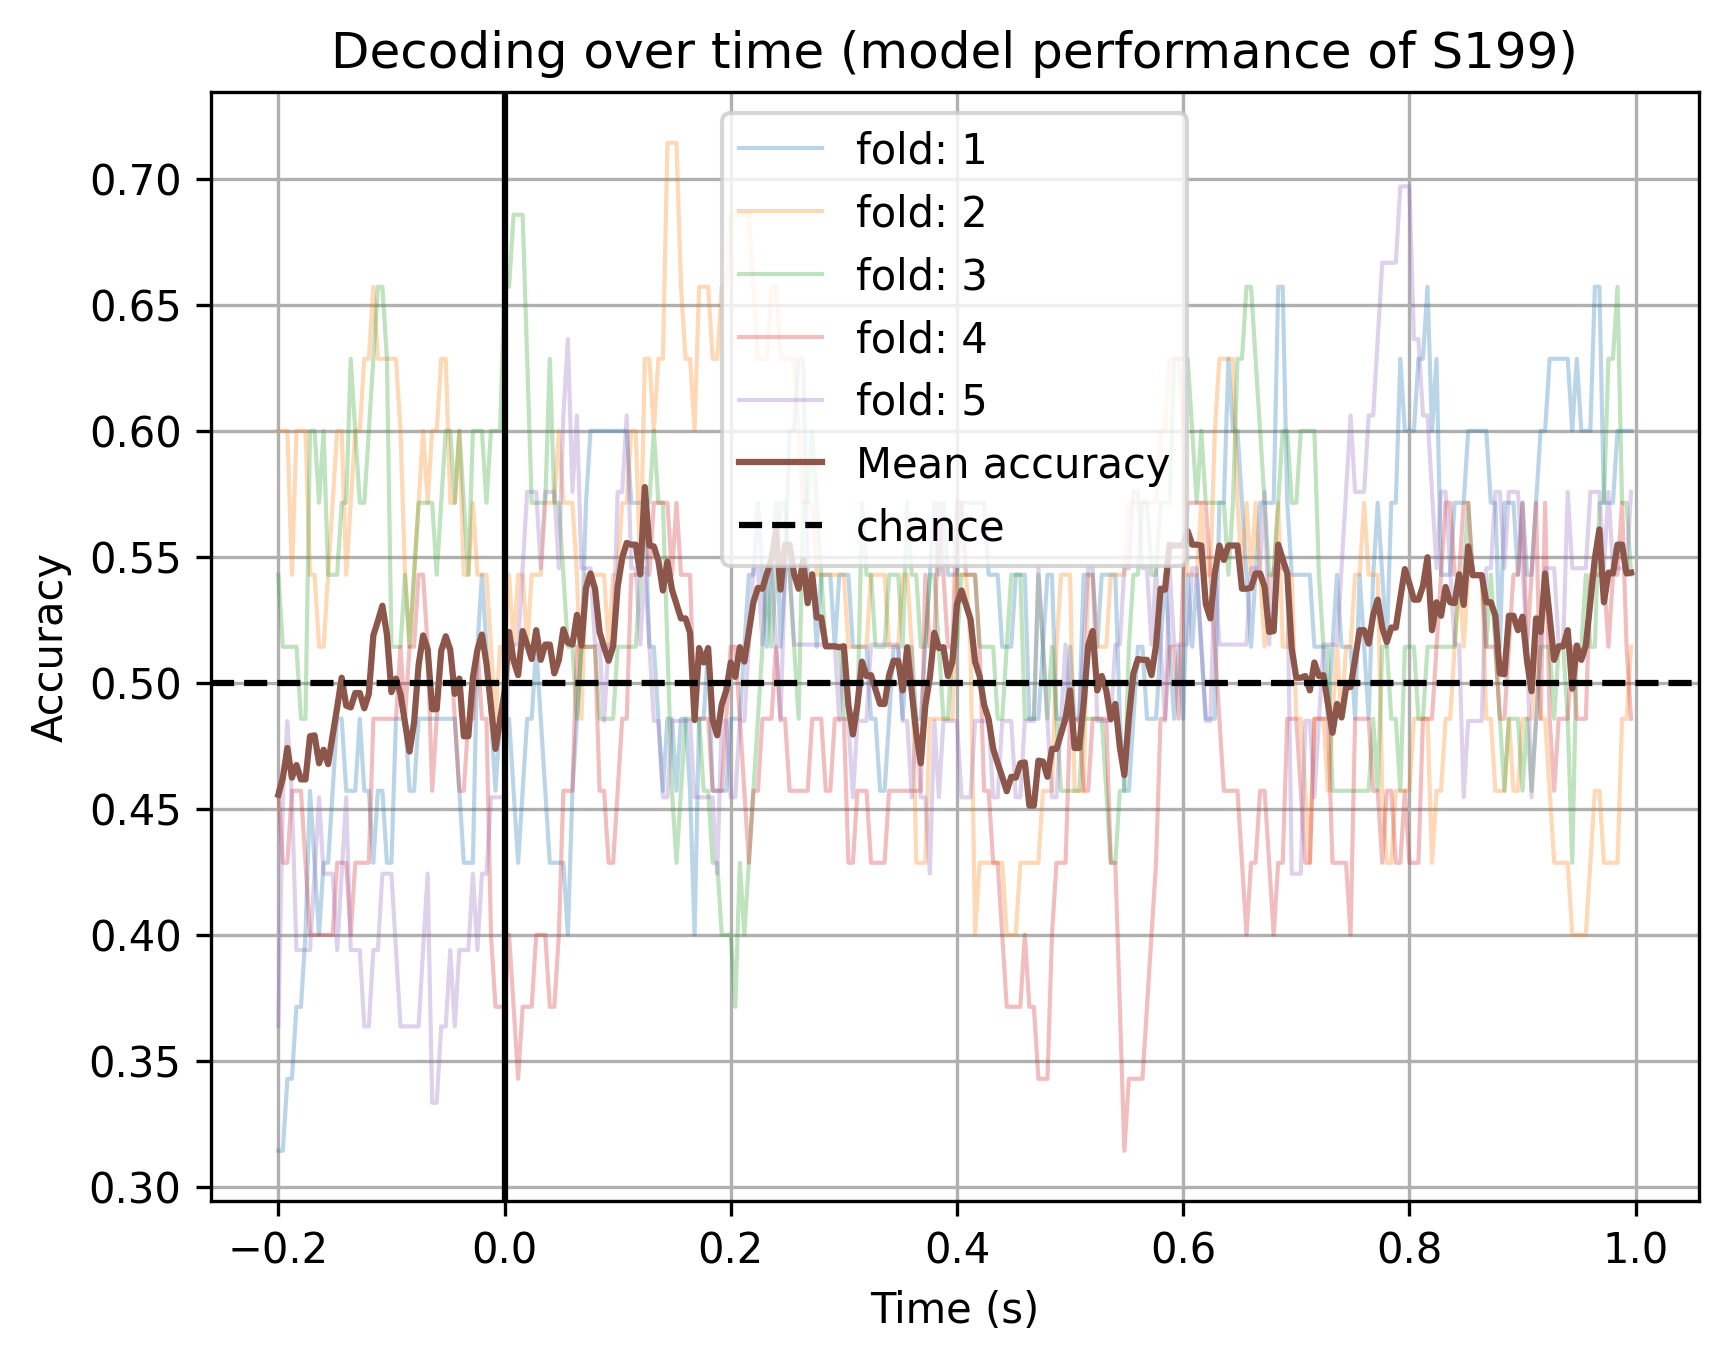 Decoding over time (model performance of S199)
Accuracy
0.70
0.65
0.60
0.55
0.50
0.45
0.40
0.35
0.30
fold: 1
fold: 2
fold: 3
fold: 4
fold: 5
Mean accuracy
chance
−0.2 0.0 0.2 0.4 0.6 0.8 1.0
Time (s)